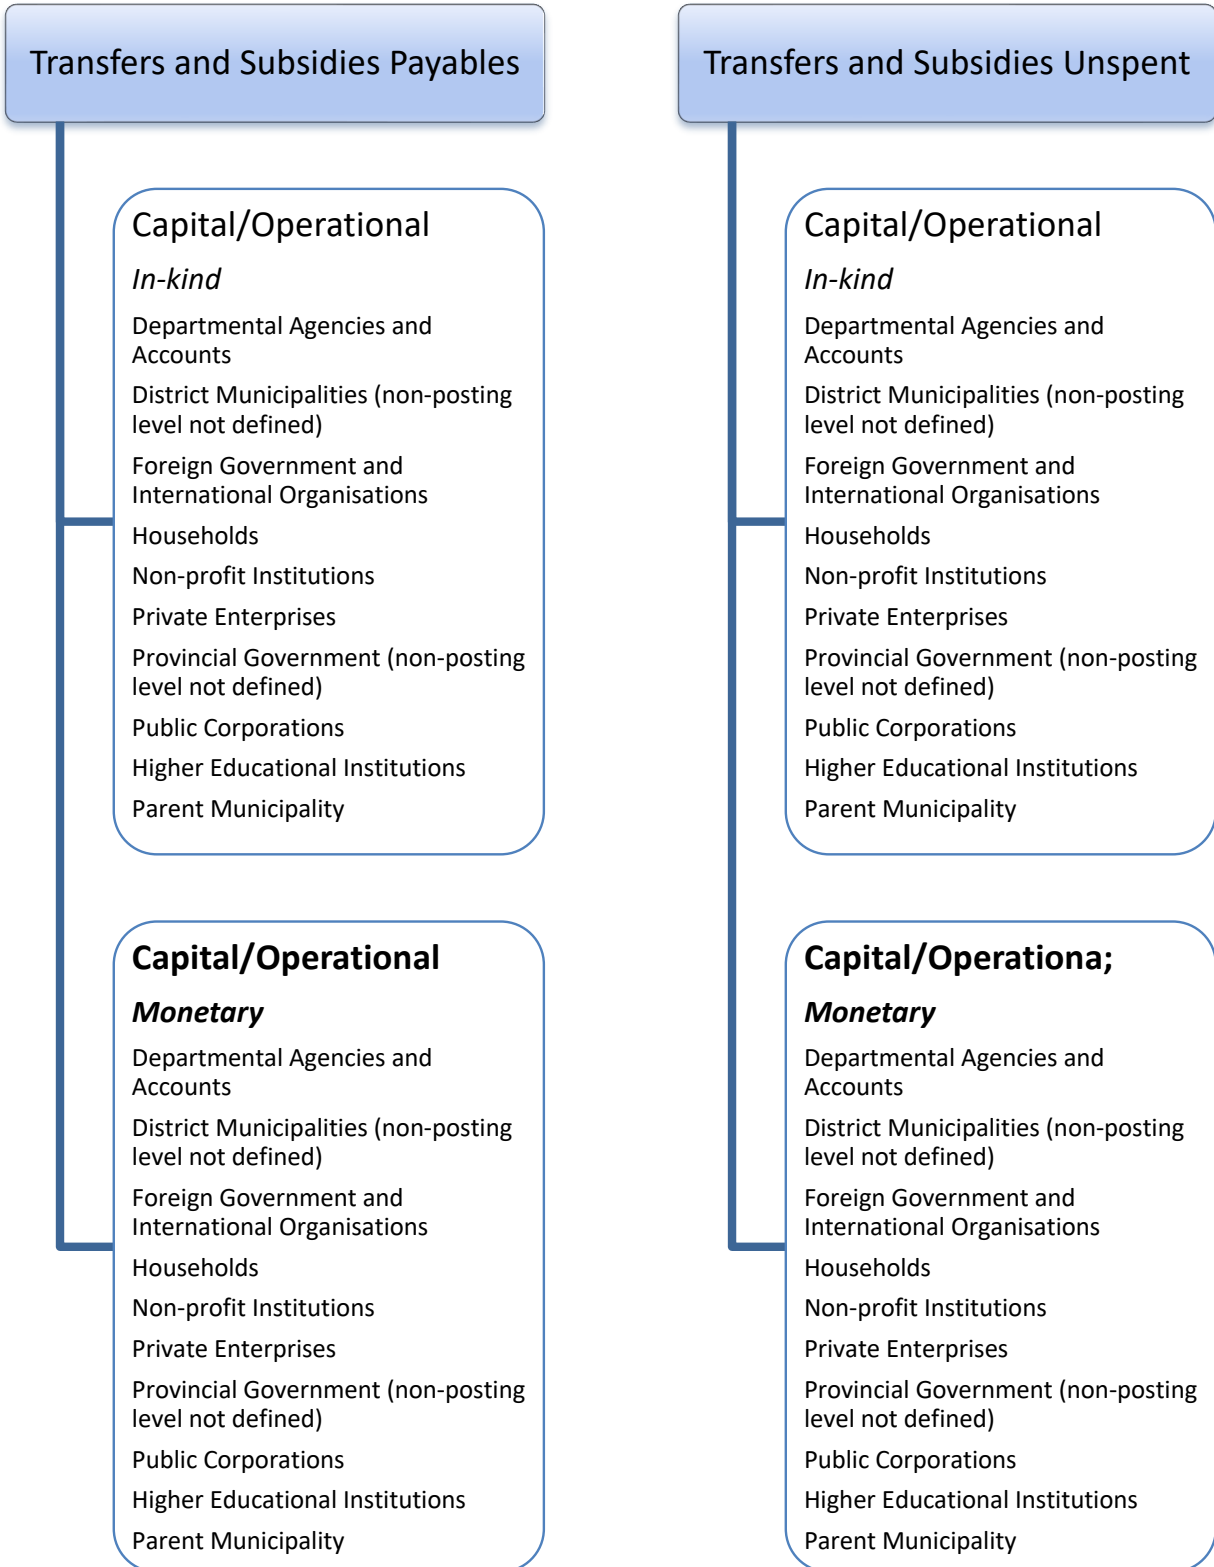 Transfers and Subsidies Payables
Capital/Operational
In-kind
Departmental Agencies and
Accounts
District Municipalities (non-posting
level not defined)
Foreign Government and
International Organisations
Households
Non-profit Institutions
Private Enterprises
Provincial Government (non-posting
level not defined)
Public Corporations
Higher Educational Institutions
Parent Municipality
Capital/Operational
Monetary
Departmental Agencies and
Accounts
District Municipalities (non-posting
level not defined)
Foreign Government and
International Organisations
Households
Non-profit Institutions
Private Enterprises
Provincial Government (non-posting
level not defined)
Public Corporations
Higher Educational Institutions
Parent Municipality
Transfers and Subsidies Unspent
Capital/Operational
In-kind
Departmental Agencies and
Accounts
District Municipalities (non-posting
level not defined)
Foreign Government and
International Organisations
Households
Non-profit Institutions
Private Enterprises
Provincial Government (non-posting
level not defined)
Public Corporations
Higher Educational Institutions
Parent Municipality
Capital/Operationa;
Monetary
Departmental Agencies and
Accounts
District Municipalities (non-posting
level not defined)
Foreign Government and
International Organisations
Households
Non-profit Institutions
Private Enterprises
Provincial Government (non-posting
level not defined)
Public Corporations
Higher Educational Institutions
Parent Municipality